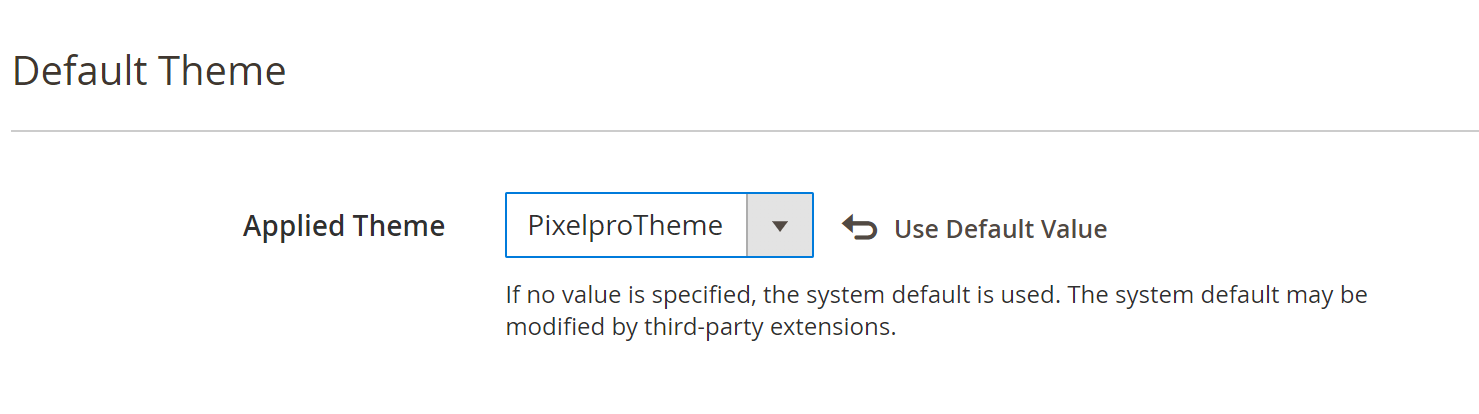 Default Theme
Applied Theme
PixelproTheme
Use Default Value
If no value is specified, the system default is used. The system default may be
modified by third-party extensions.